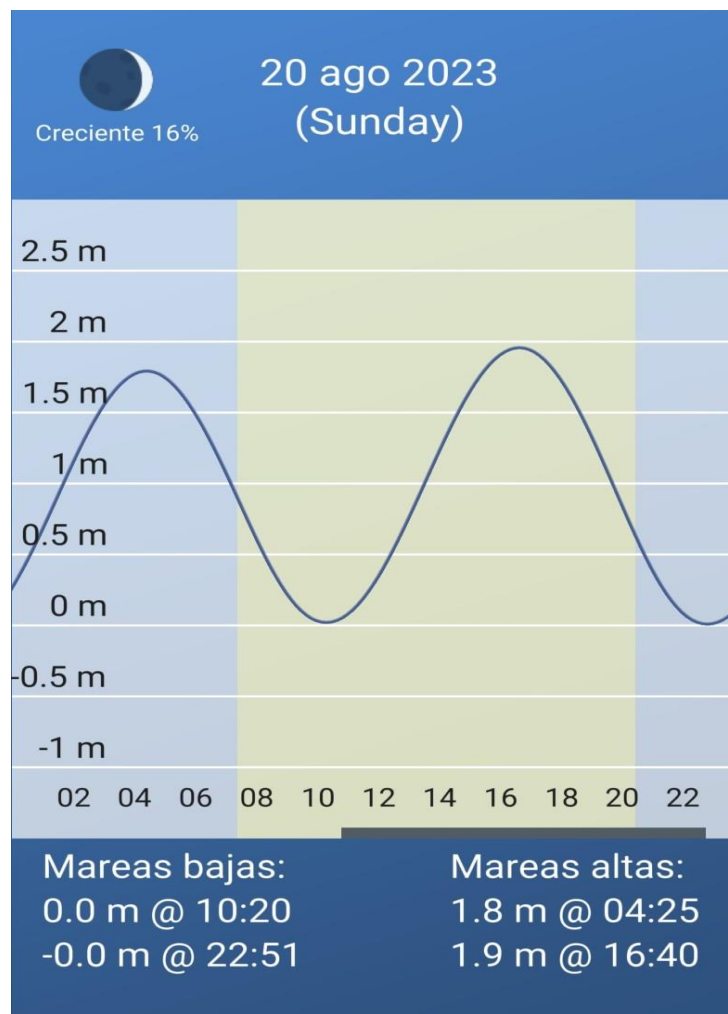 20 ago 2023
(Sunday)
Creciente 16%
2.5 m
2 m
1.5 m
1 m
0.5 m
0 m
-0.5 m
-1 m
02 04 06 08 10 12 14 16 18 20 22
Mareas bajas:
0.0 m @ 10:20
-0.0 m @ 22:51
Mareas altas:
1.8 m @ 04:25
1.9 m @ 16:40